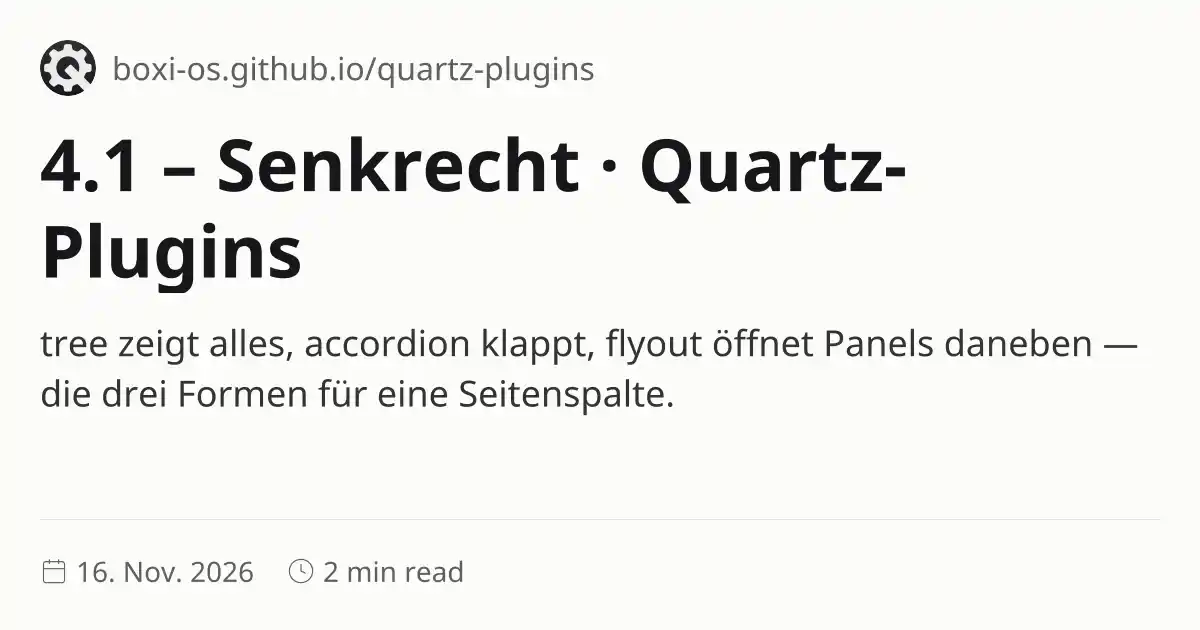 boxi-os.github.io/quartz-plugins
4.1 – Senkrecht · Quartz-
Plugins
tree zeigt alles, accordion klappt, flyout öffnet Panels daneben —
die drei Formen für eine Seitenspalte.
16. Nov. 2026 2 min read